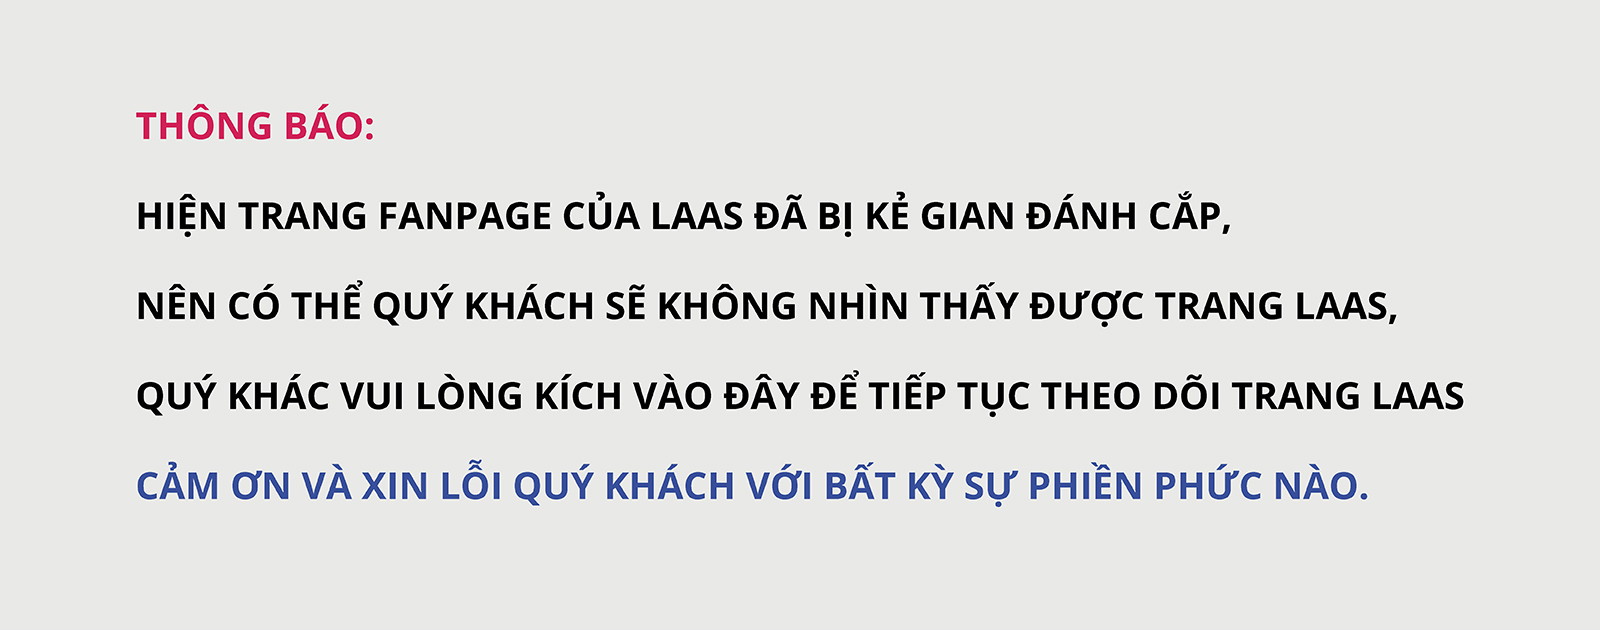 THÔNG BÁO:
HIỆN TRANG FANPAGE CỦA LAAS ĐÃ BỊ KẺ GIAN ĐÁNH CẮP,
NÊN CÓ THỂ QUÝ KHÁCH SẼ KHÔNG NHÌN THẤY ĐƯỢC TRANG LAAS,
QUÝ KHÁC VUI LÒNG KÍCH VÀO ĐÂY ĐỂ TIẾP TỤC THEO DÕI TRANG LAAS
CẢM ƠN VÀ XIN LỖI QUÝ KHÁCH VỚI BẤT KỲ SỰ PHIỀN PHỨC NÀO.